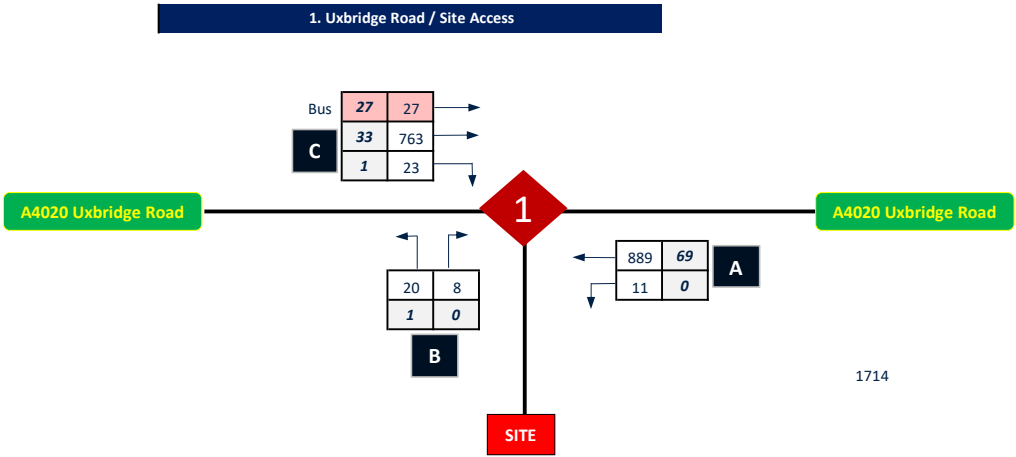 1. Uxbridge Road / Site Access
Bus 27 27
C 33 763
1 23
A4020 Uxbridge Road 1 A4020 Uxbridge Road
889 69 A
11 0
20 8
1 0
B
1714
SITE